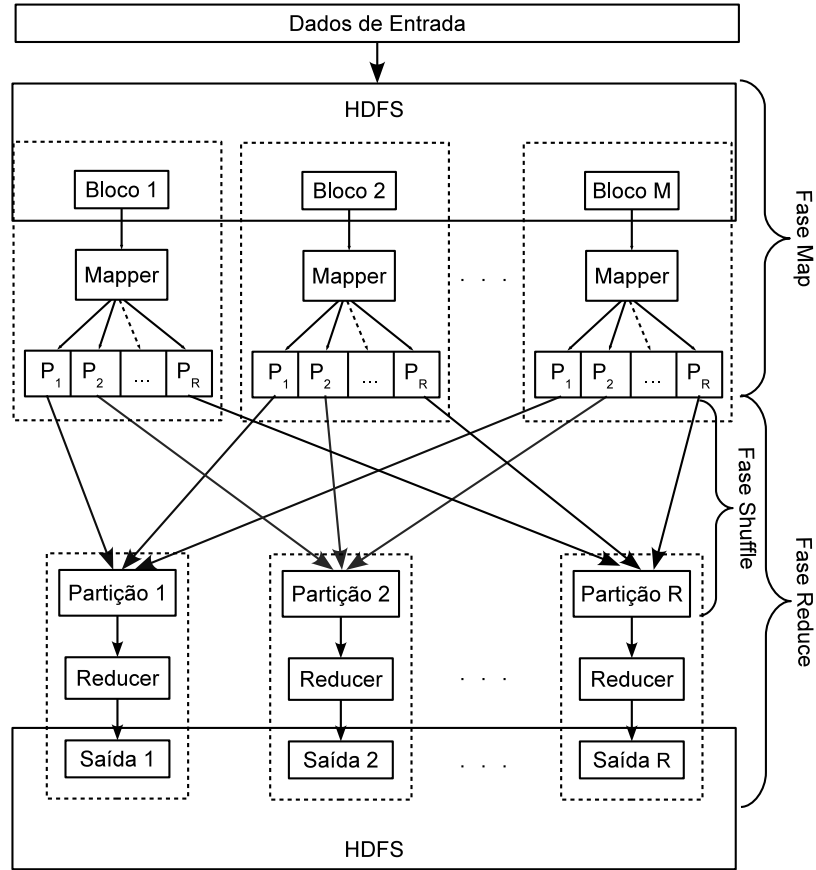 Dados de Entrada
HDFS
Bloco 1
Bloco 2
Bloco M
Mapper
Mapper
. . .
Mapper
P1 P2 ... PR
P1 P2 ... PR
P1 P2 ... PR
Fase Map
Fase Shuffle
Fase Reduce
Partição 1
Partição 2
Partição R
Reducer
Reducer
. . .
Reducer
Saída 1
Saída 2
. . .
Saída R
HDFS